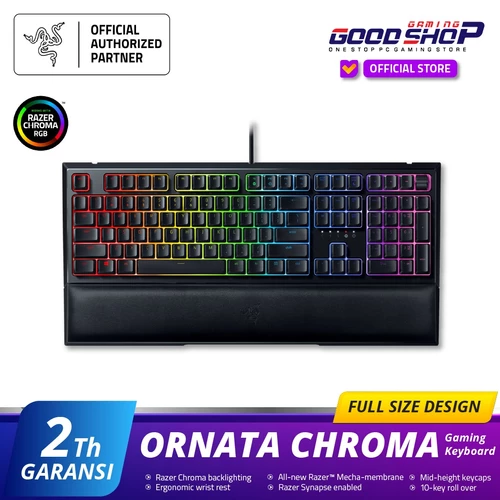 OFFICIAL
AUTHORIZED
PARTNER
GAMING
GOODSHOP
ONE STOP PC GAMING STORE
OFFICIAL STORE
RAZER
CHROMA
RGB
FULL SIZE DESIGN
2Th
GARANSI
ORNATA CHROMA
Gaming
Keyboard
Razer Chroma backlighting
Ergonomic wrist rest
All-new Razer™ Mecha-membrane
Razer Synapse enabled
Mid-height keycaps
10-key roll over